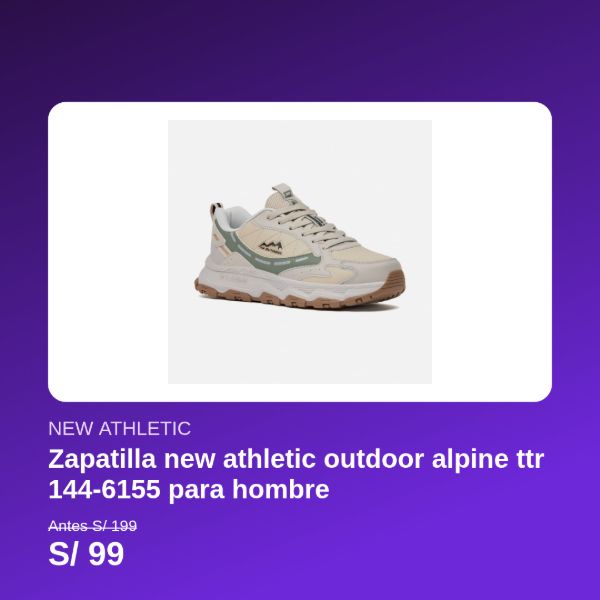 NEW ATHLETIC
Zapatilla new athletic outdoor alpine ttr
144-6155 para hombre
Antes S/ 199
S/ 99